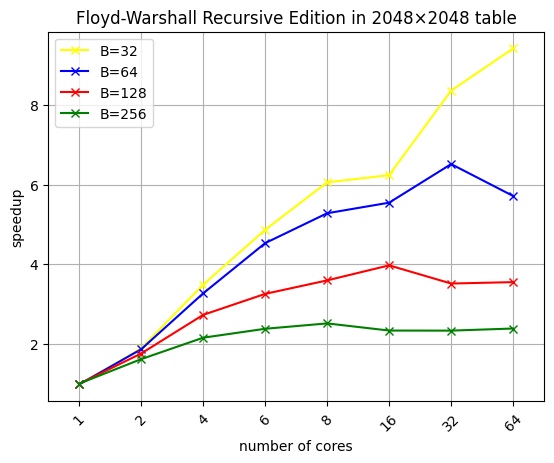 Floyd-Warshall Recursive Edition in 2048×2048 table
B=32
B=64
B=128
B=256
speedup
8
6
4
2
1
2
4
6
8
16
32
64
number of cores